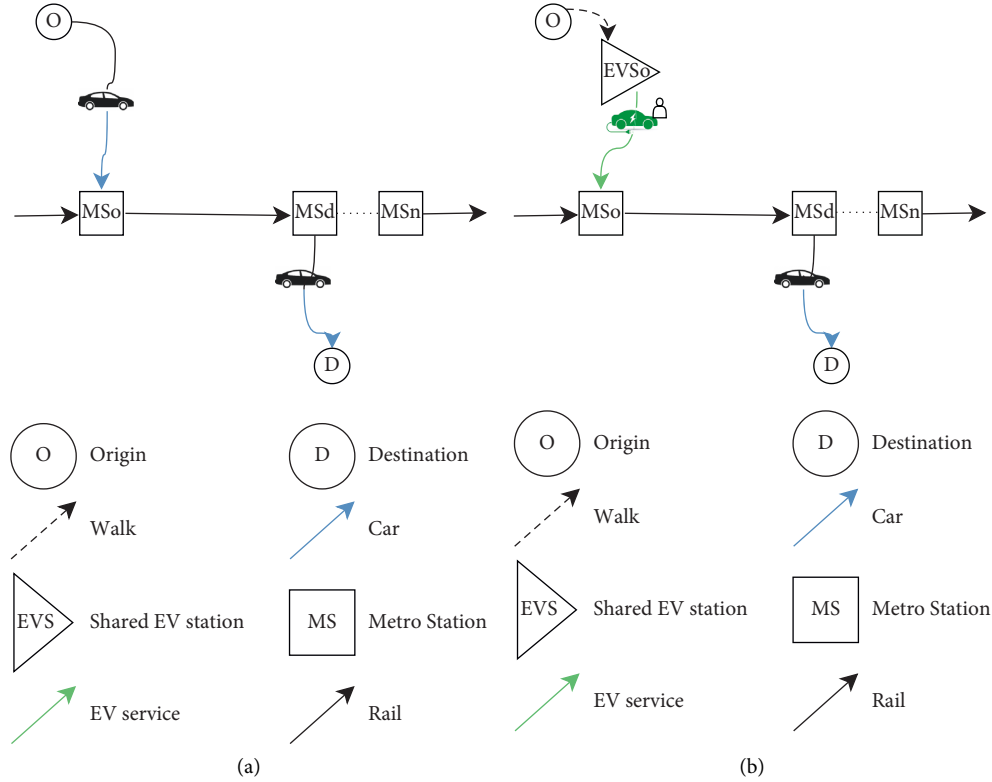 O
MSo
MSd
MSn
D
O
Origin
D
Destination
Walk
Car
EVS
Shared EV station
MS
Metro Station
EV service
Rail
(a)
O
EVSo
MSo
MSd
MSn
D
O
Origin
D
Destination
Walk
Car
EVS
Shared EV station
MS
Metro Station
EV service
Rail
(b)